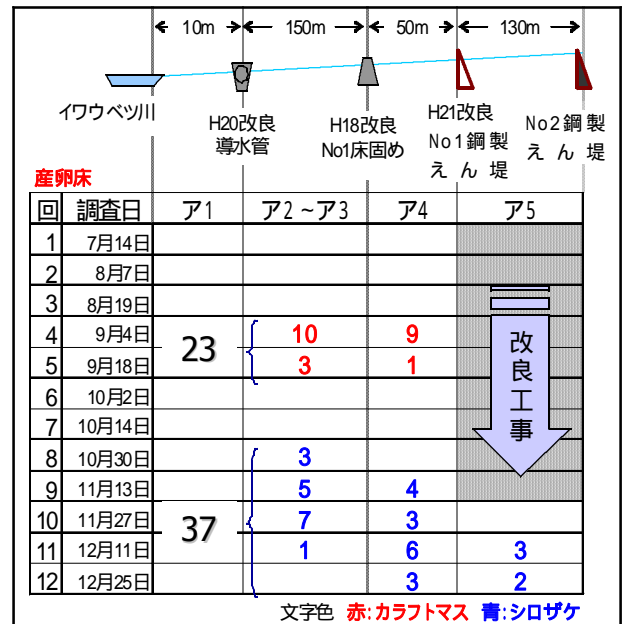 10m 150m 50m 130m
イワウベツ川
H20改良
導水管
H18改良
No1床固め
H21改良
No1鋼製
えん堤
No2鋼製
えん堤
産卵床
回 調査日 ア1 ア2~ア3 ア4 ア5
1 7月14日
2 8月7日
3 8月19日
4 9月4日 10 9
5 9月18日 3 1
23
6 10月2日
7 10月14日
8 10月30日 3
9 11月13日 5 4
10 11月27日 7 3
37
11 12月11日 1 6 3
12 12月25日 3 2
改良工事
文字色 赤:カラフトマス 青:シロザケ